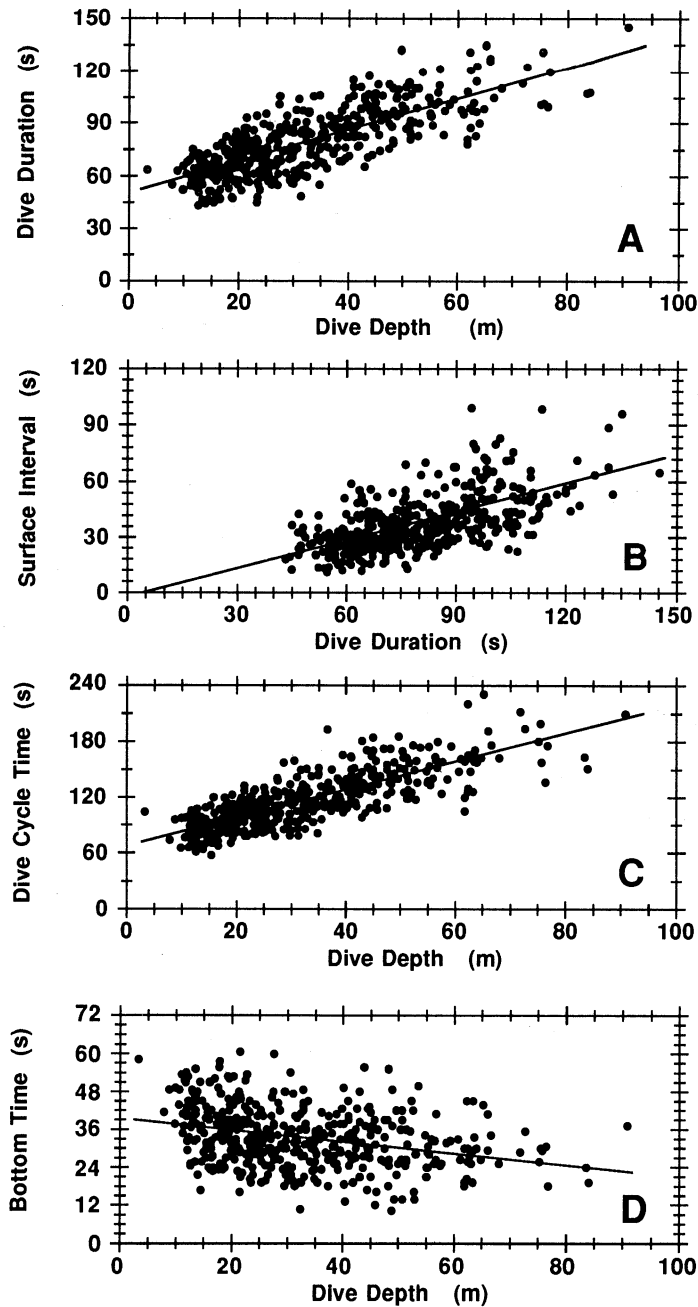 150
120
90
60
30
0
Dive Duration (s)
A
0 20 40 60 80 100
Dive Depth (m)
120
90
60
30
0
Surface Interval (s)
B
0 30 60 90 120 150
Dive Duration (s)
240
180
120
60
0
Dive Cycle Time (s)
C
0 20 40 60 80 100
Dive Depth (m)
72
60
48
36
24
12
0
Bottom Time (s)
D
0 20 40 60 80 100
Dive Depth (m)